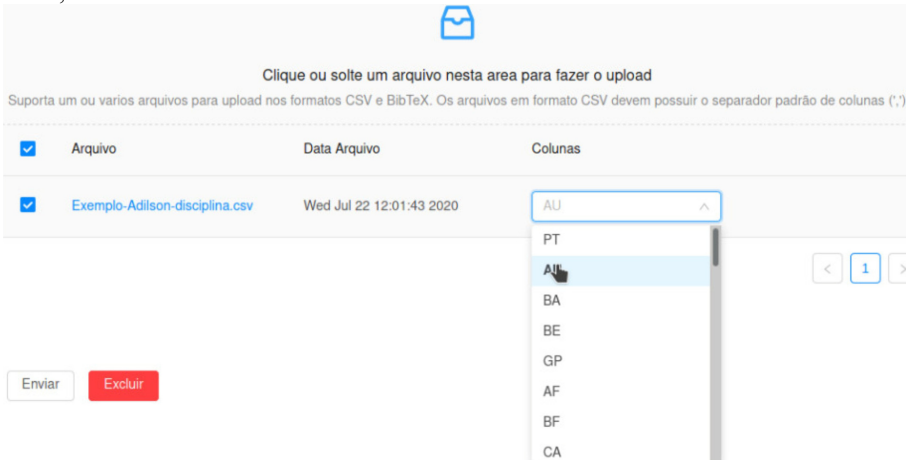 Clique ou solte um arquivo nesta area para fazer o upload
Suporta um ou varios arquivos para upload nos formatos CSV e BibTeX. Os arquivos em formato CSV devem possuir o separador padrão de colunas (',')
Arquivo Data Arquivo Colunas
Exemplo-Adilson-disciplina.csv Wed Jul 22 12:01:43 2020 AU
PT
AU
< 1 >
BA
BE
GP
Enviar Excluir
AF
BF
CA